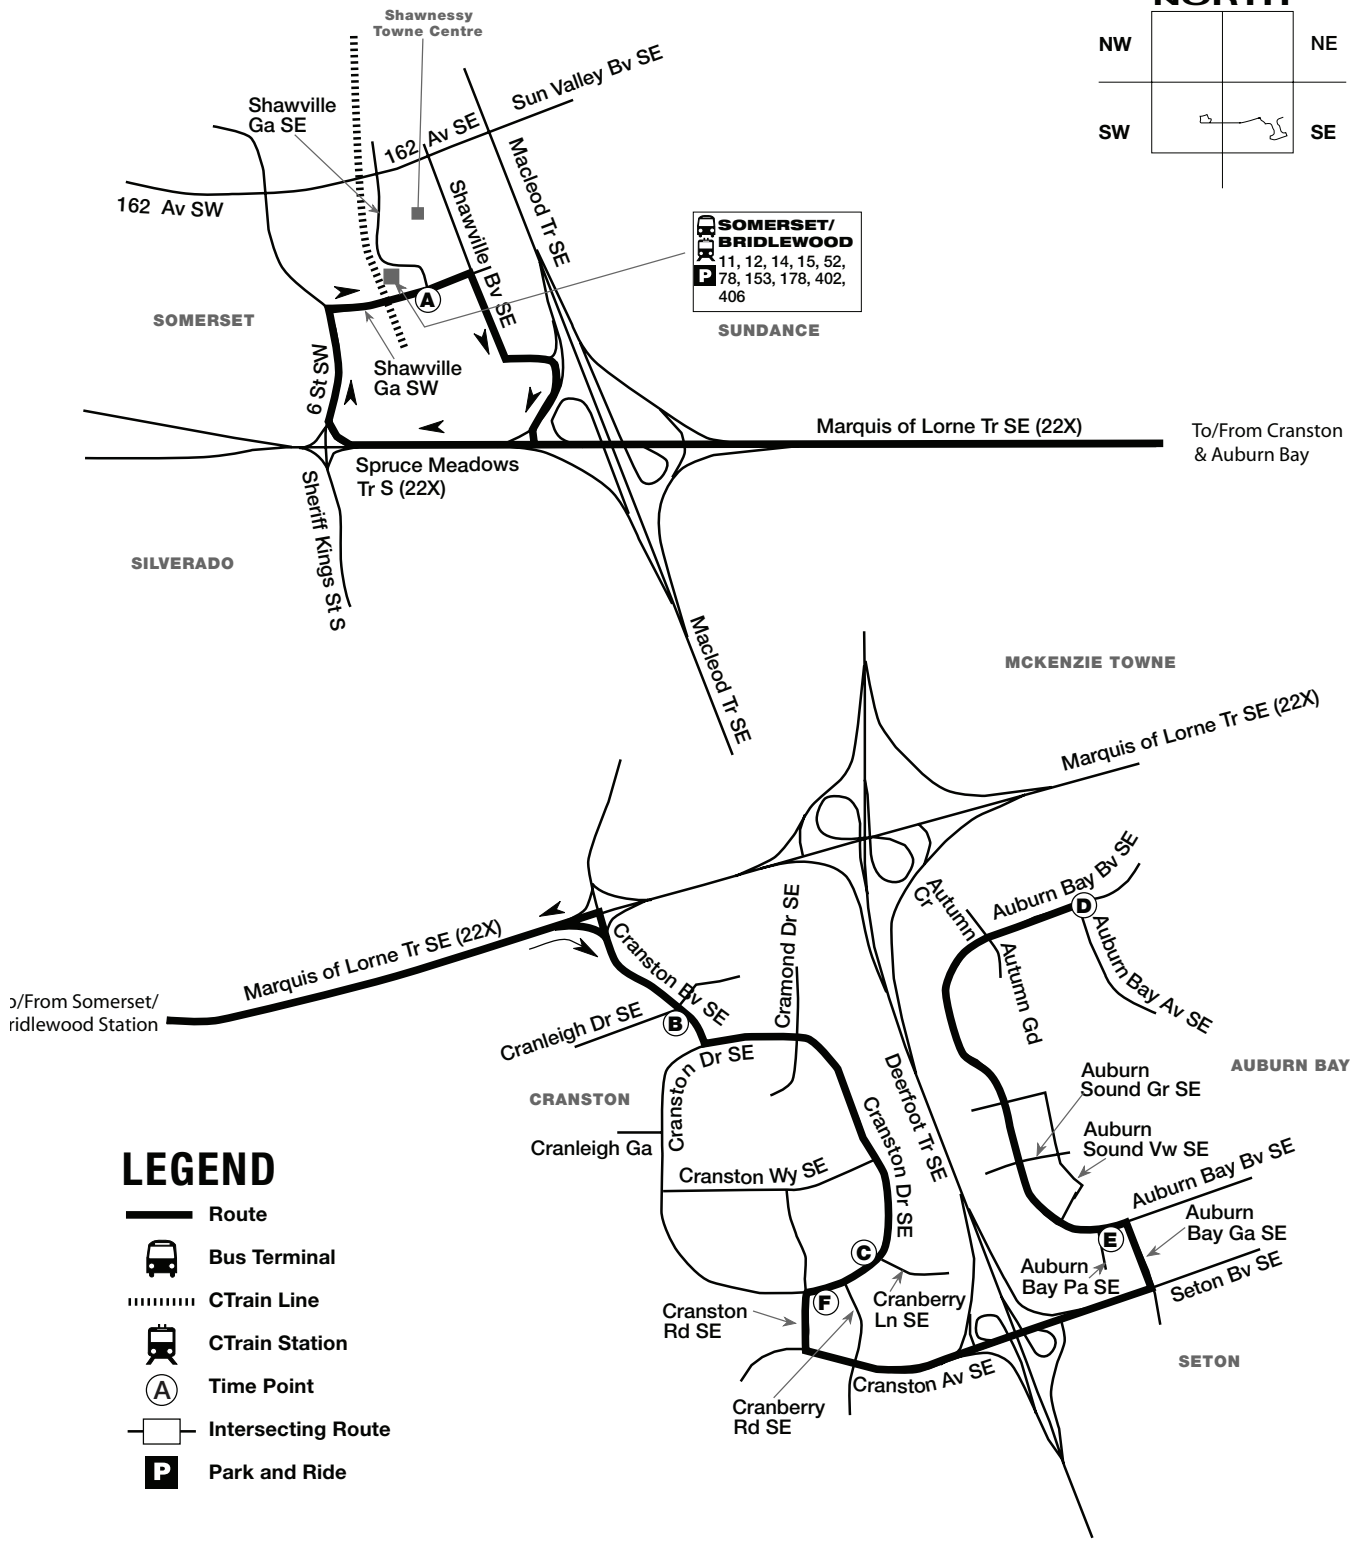 NORTH
NW
NE
SW
SE
Shawnessy
Towne Centre
Shawville
Ga SE
Sun Valley Bv SE
162 Av SE
162 Av SW
Macleod Tr SE
Shawville Bv SE
SOMERSET/
BRIDLEWOOD
11, 12, 14, 15, 52,
78, 153, 178, 402,
406
P
A
SOMERSET
SUNDANCE
6 St SW
Shawville
Ga SW
Marquis of Lorne Tr SE (22X)
To/From Cranston
& Auburn Bay
Spruce Meadows
Tr S (22X)
Sheriff Kings St S
SILVERADO
Macleod Tr SE
MCKENZIE TOWNE
Marquis of Lorne Tr SE (22X)
Auburn Bay Bv SE
Autumn
Cr
D
Cramond Dr SE
Marquis of Lorne Tr SE (22X)
Cranston Bv SE
Autumn Gd
Auburn Bay Av SE
o/From Somerset/
ridlewood Station
Cranleigh Dr SE
B
Cranston Dr SE
Deerfoot Tr SE
AUBURN BAY
Auburn
Sound Gr SE
CRANSTON
Cranleigh Ga
Cranston Dr SE
Auburn
Sound Vw SE
Cranston Wy SE
Auburn Bay Bv SE
Auburn
Bay Ga SE
C
E
Auburn
Bay Pa SE
Seton Bv SE
Cranberry
Ln SE
F
Cranston
Rd SE
SETON
Cranston Av SE
Cranberry
Rd SE
LEGEND
Route
Bus Terminal
CTrain Line
CTrain Station
A Time Point
Intersecting Route
P Park and Ride